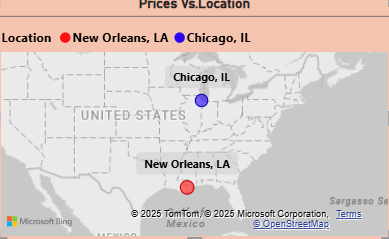 Prices Vs.Location
Location New Orleans, LA Chicago, IL
Chicago, IL
UNITED STATES
New Orleans, LA
Sargasso Se
Microsoft Bing
© 2025 TomTom, © 2025 Microsoft Corporation, Terms
Mexico
© OpenStreetMap